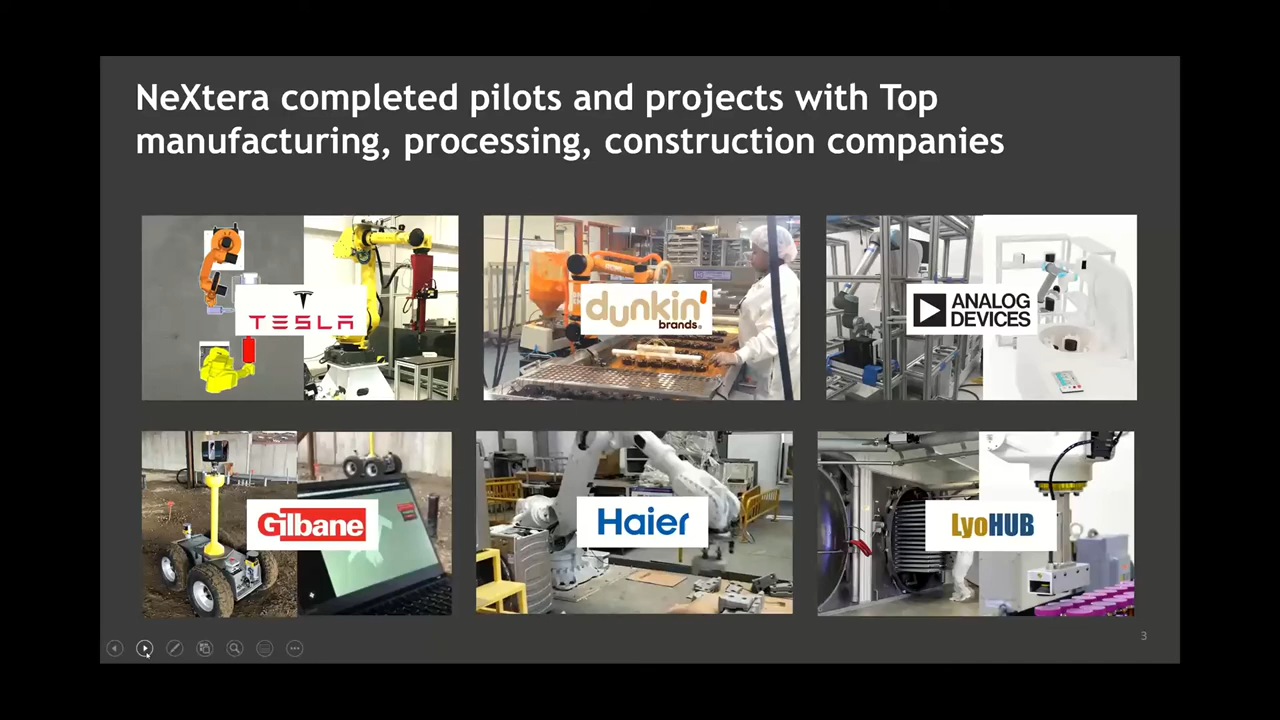 NeXtera completed pilots and projects with Top
manufacturing, processing, construction companies
TESLA
dunkin'
brands
ANALOG
DEVICES
Gilbane
Haier
LyoHUB
3